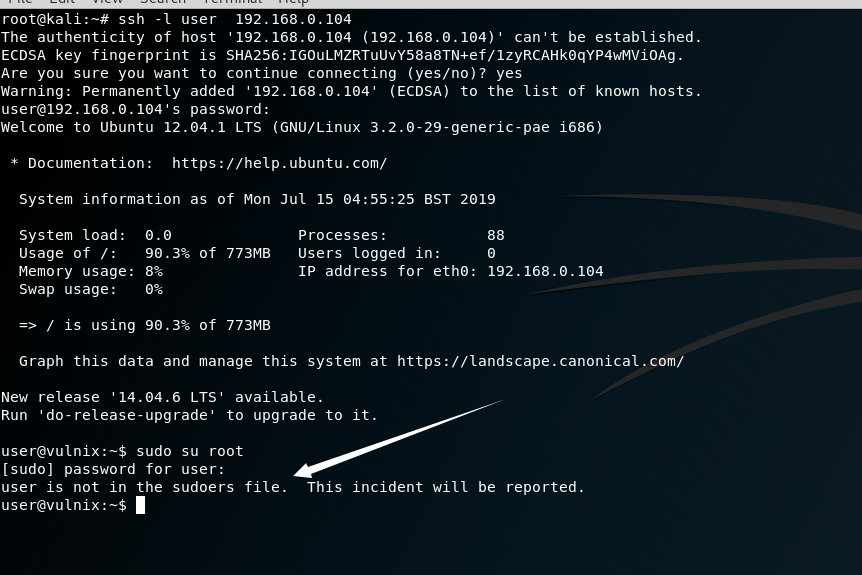 File Edit View Search Terminal Help
root@kali:~# ssh -l user  192.168.0.104
The authenticity of host '192.168.0.104 (192.168.0.104)' can't be established.
ECDSA key fingerprint is SHA256:IGOuLMZRTuUvY58a8TN+ef/1zyRCAHk0qYP4wMViOAg.
Are you sure you want to continue connecting (yes/no)? yes
Warning: Permanently added '192.168.0.104' (ECDSA) to the list of known hosts.
user@192.168.0.104's password:
Welcome to Ubuntu 12.04.1 LTS (GNU/Linux 3.2.0-29-generic-pae i686)
* Documentation:  https://help.ubuntu.com/
System information as of Mon Jul 15 04:55:25 BST 2019
System load:  0.0               Processes:           88
Usage of /:   90.3% of 773MB   Users logged in:     0
Memory usage: 8%               IP address for eth0: 192.168.0.104
Swap usage:   0%
=> / is using 90.3% of 773MB
Graph this data and manage this system at https://landscape.canonical.com/
New release '14.04.6 LTS' available.
Run 'do-release-upgrade' to upgrade to it.
user@vulnix:~$ sudo su root
[sudo] password for user:
user is not in the sudoers file.  This incident will be reported.
user@vulnix:~$